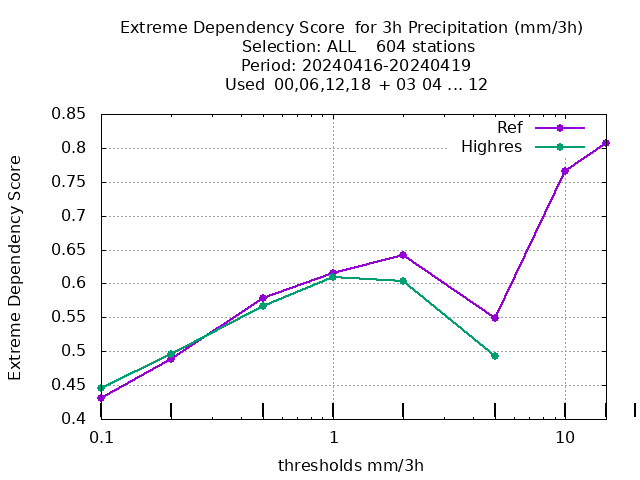 Extreme Dependency Score  for 3h Precipitation (mm/3h)
Selection: ALL    604 stations
Period: 20240416-20240419
Used  00,06,12,18 + 03 04 ... 12
Ref
Highres
Extreme Dependency Score
0.85
0.8
0.75
0.7
0.65
0.6
0.55
0.5
0.45
0.4
0.1
1
10
thresholds mm/3h